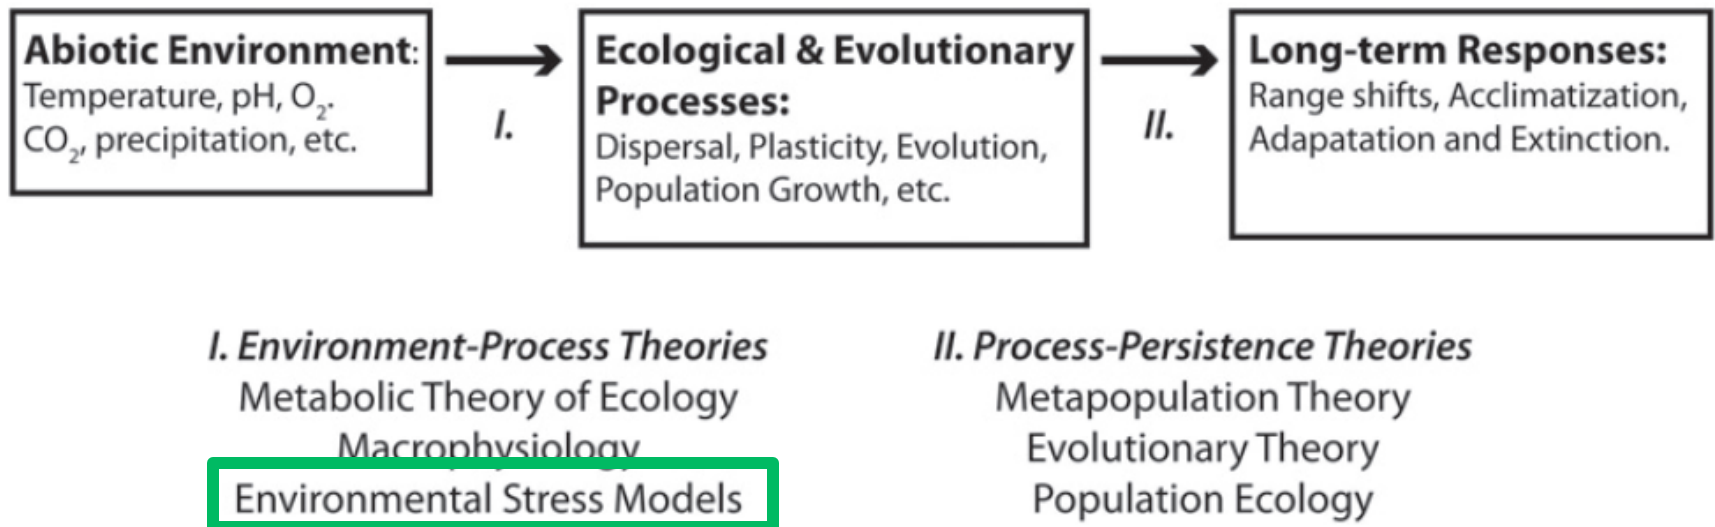 Abiotic Environment:
Temperature, pH, O₂.
CO₂, precipitation, etc.
I.
Ecological & Evolutionary
Processes:
Dispersal, Plasticity, Evolution,
Population Growth, etc.
II.
Long-term Responses:
Range shifts, Acclimatization,
Adapatation and Extinction.
I. Environment-Process Theories
Metabolic Theory of Ecology
Macrophysiology
Environmental Stress Models
II. Process-Persistence Theories
Metapopulation Theory
Evolutionary Theory
Population Ecology